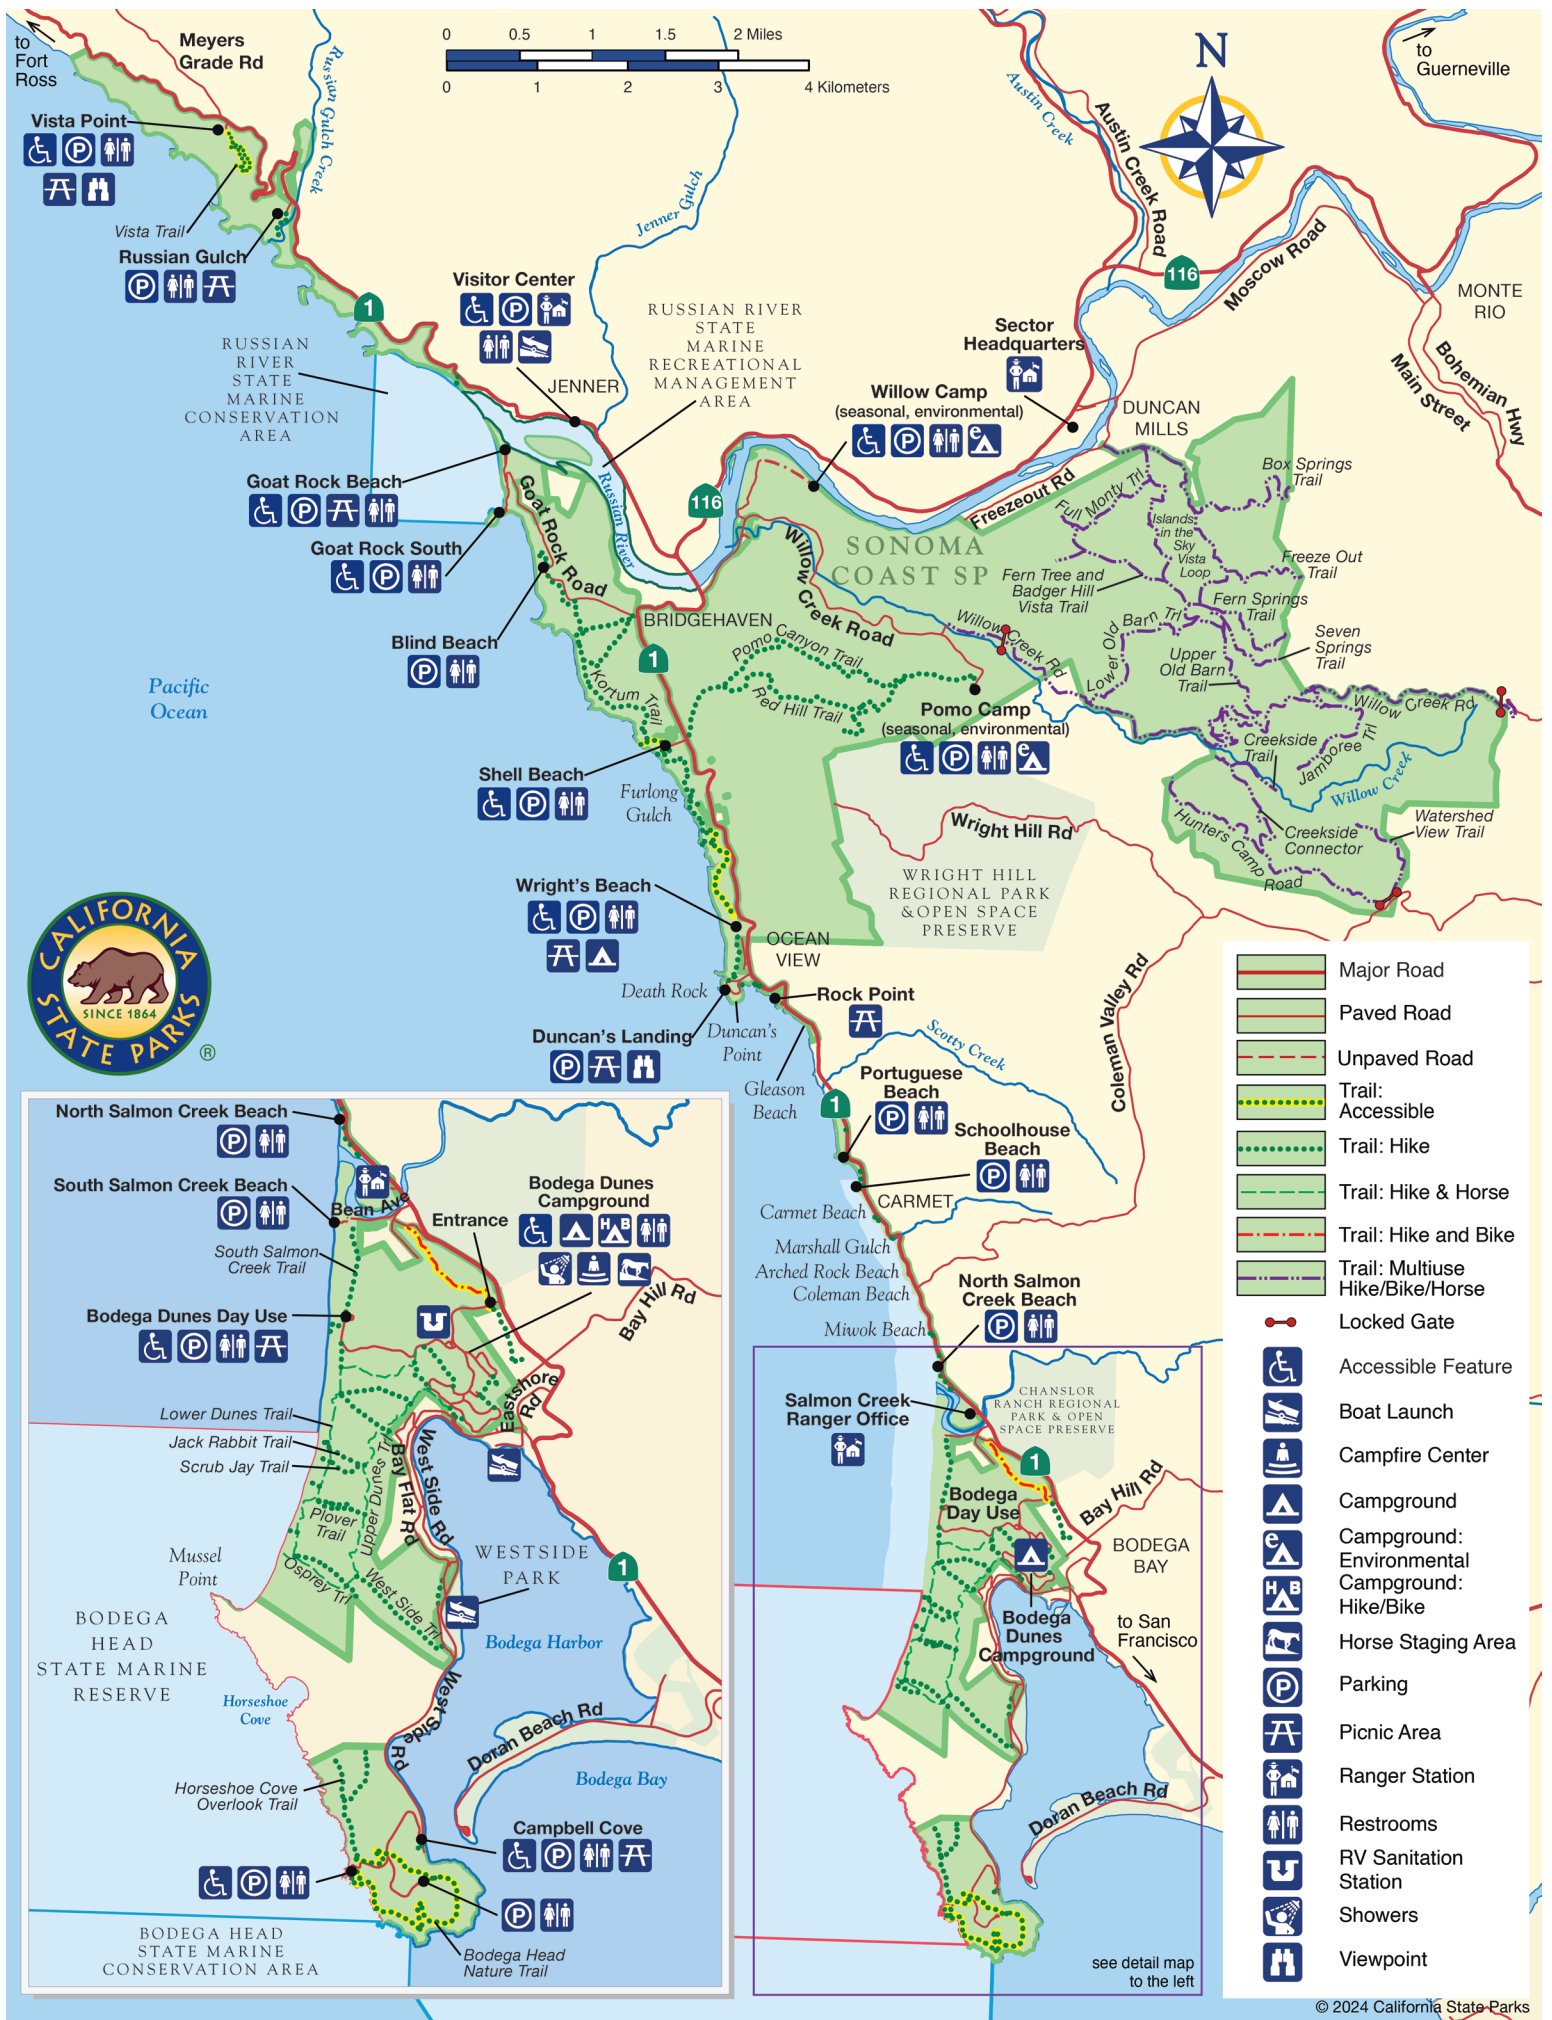 to
Fort
Ross
Meyers
Grade Rd
Russian Gulch Creek
0
0.5
1
1.5
2 Miles
0
1
2
3
4 Kilometers
N
to
Guerneville
Austin Creek
Austin Creek Road
Vista Point
Vista Trail
Russian Gulch
Jenner Gulch
1
116
Moscow Road
MONTE
RIO
Bohemian Hwy
Main Street
Visitor Center
RUSSIAN RIVER
STATE
MARINE
RECREATIONAL
MANAGEMENT
AREA
Sector
Headquarters
RUSSIAN
RIVER
STATE
MARINE
CONSERVATION
AREA
JENNER
Willow Camp
(seasonal, environmental)
DUNCAN
MILLS
Goat Rock Beach
Goat Rock South
Goat Rock Road
Russian River
116
Freezeout Rd
Full Monty Trl
Box Springs
Trail
Islands
in the
Sky
Vista
Loop
SONOMA
COAST SP
Willow Creek Road
Fern Tree and
Badger Hill
Vista Trail
Freeze Out
Trail
Fern Springs
Trail
Seven
Springs
Trail
Blind Beach
BRIDGEHAVEN
1
Pomo Canyon Trail
Red Hill Trail
Kortum Trail
Willow Creek Rd
Lower Old Barn Trl
Upper
Old Barn
Trail
Pomo Camp
(seasonal, environmental)
Willow Creek Rd
Creekside
Trail
Jamboree Trl
Willow Creek
Pacific
Ocean
Shell Beach
Furlong
Gulch
Wright Hill Rd
Hunters Camp
Road
Creekside
Connector
Watershed
View Trail
WRIGHT HILL
REGIONAL PARK
&OPEN SPACE
PRESERVE
Wright's Beach
OCEAN
VIEW
CALIFORNIA
STATE PARKS
SINCE 1864
®
Death Rock
Rock Point
Duncan's Landing
Duncan's
Point
Gleason
Beach
Scotty Creek
Coleman Valley Rd
1
Portuguese
Beach
Schoolhouse
Beach
CARMET
Carmet Beach
Marshall Gulch
Arched Rock Beach
Coleman Beach
Miwok Beach
North Salmon
Creek Beach
Salmon Creek
Ranger Office
CHANSLOR
RANCH REGIONAL
PARK & OPEN
SPACE PRESERVE
1
Bodega
Day Use
Bay Hill Rd
BODEGA
BAY
Bodega
Dunes
Campground
to San
Francisco
Doran Beach Rd
see detail map
to the left
North Salmon Creek Beach
South Salmon Creek Beach
Bean Ave
South Salmon
Creek Trail
Entrance
Bodega Dunes
Campground
Bodega Dunes Day Use
Bay Hill Rd
Eastshore
Rd
Lower Dunes Trail
Jack Rabbit Trail
Scrub Jay Trail
Upper Dunes Trl
Bay Flat Rd
West Side Rd
Plover
Trail
Osprey Trl
West Side Trl
Mussel
Point
WESTSIDE
PARK
1
BODEGA
HEAD
STATE MARINE
RESERVE
Bodega Harbor
Horseshoe
Cove
West Side
Rd
Doran Beach Rd
Bodega Bay
Horseshoe Cove
Overlook Trail
Campbell Cove
BODEGA HEAD
STATE MARINE
CONSERVATION AREA
Bodega Head
Nature Trail
Major Road
Paved Road
Unpaved Road
Trail:
Accessible
Trail: Hike
Trail: Hike & Horse
Trail: Hike and Bike
Trail: Multiuse
Hike/Bike/Horse
Locked Gate
Accessible Feature
Boat Launch
Campfire Center
Campground
Campground:
Environmental
Campground:
Hike/Bike
Horse Staging Area
Parking
Picnic Area
Ranger Station
Restrooms
RV Sanitation
Station
Showers
Viewpoint
© 2024 California State Parks